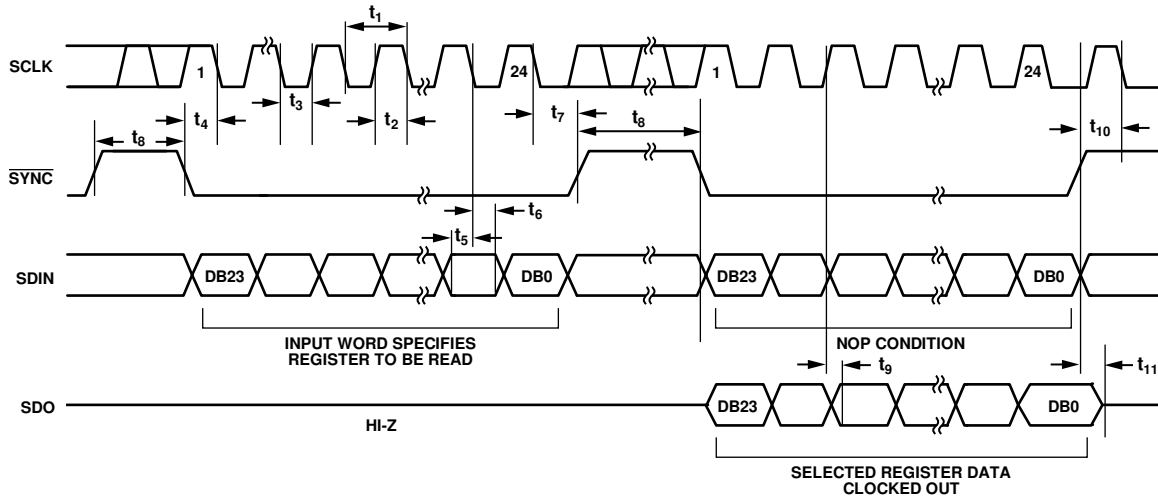 t1
SCLK
1
24
1
24
t3
t2
t4
t7
t8
t8
t10
SYNC
t6
t5
SDIN
DB23
DB0
DB23
DB0
INPUT WORD SPECIFIES
REGISTER TO BE READ
NOP CONDITION
t9
t11
SDO
DB23
DB0
HI-Z
SELECTED REGISTER DATA
CLOCKED OUT